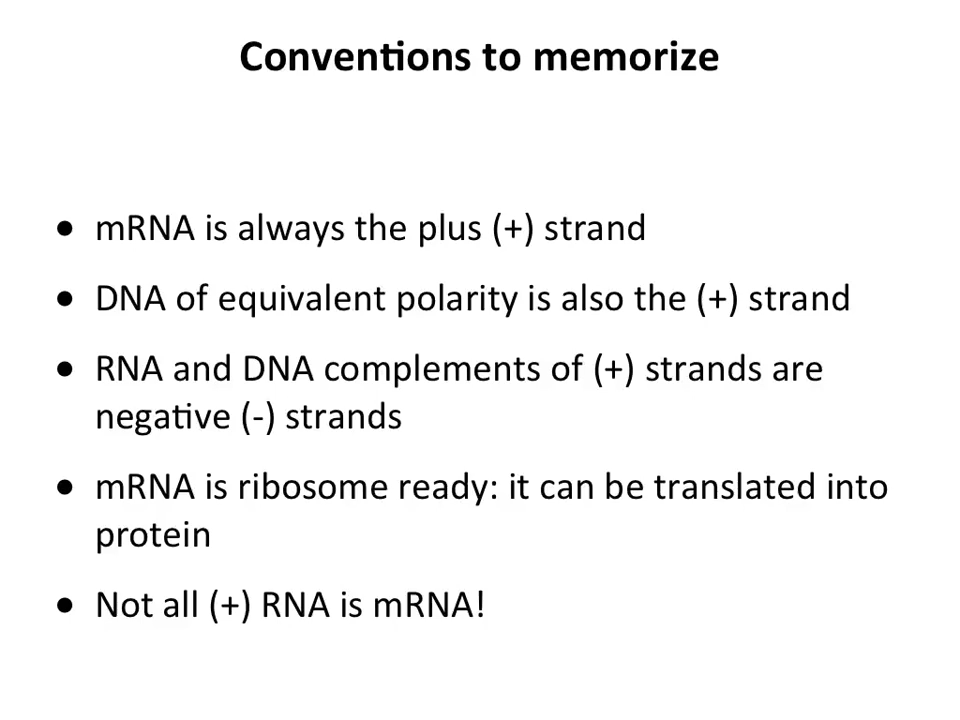 Conventions to memorize
• mRNA is always the plus (+) strand
• DNA of equivalent polarity is also the (+) strand
• RNA and DNA complements of (+) strands are
negative (-) strands
• mRNA is ribosome ready: it can be translated into
protein
• Not all (+) RNA is mRNA!